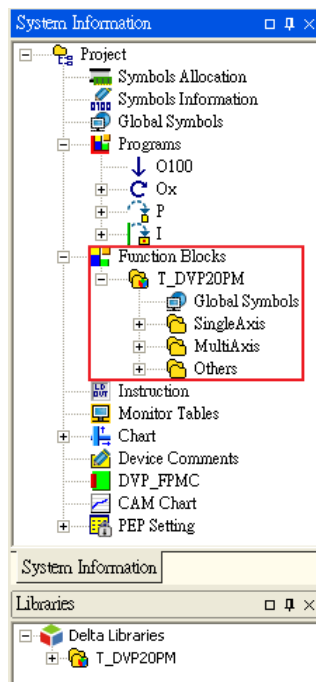 System Information
Project
Symbols Allocation
Symbols Information
Global Symbols
Programs
O100
Ox
P
I
Function Blocks
T_DVP20PM
Global Symbols
SingleAxis
MultiAxis
Others
Instruction
Monitor Tables
Chart
Device Comments
DVP_FPMC
CAM Chart
PEP Setting
System Information
Libraries
Delta Libraries
T_DVP20PM